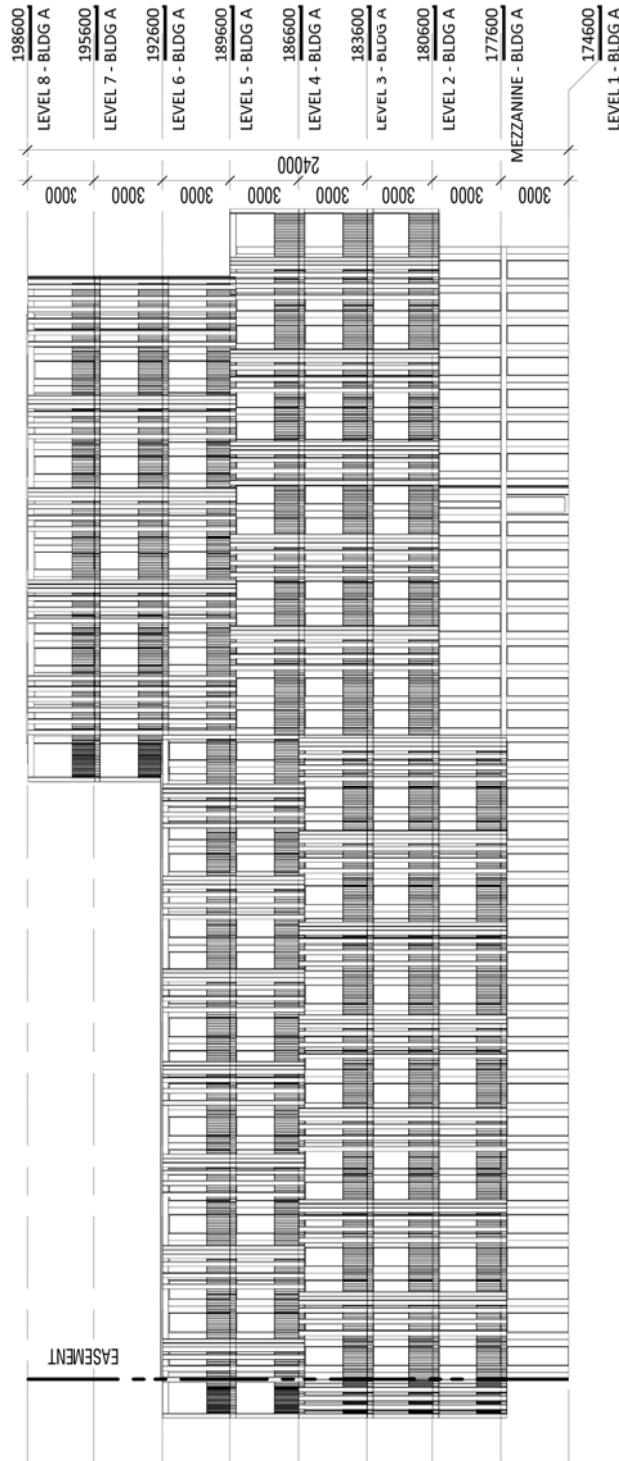 198600
LEVEL 8 - BLDG A
195600
LEVEL 7 - BLDG A
192600
LEVEL 6 - BLDG A
189600
LEVEL 5 - BLDG A
186600
LEVEL 4 - BLDG A
183600
LEVEL 3 - BLDG A
180600
LEVEL 2 - BLDG A
177600
MEZZANINE - BLDG A
174600
LEVEL 1 - BLDG A
24000
3000
3000
3000
3000
3000
3000
3000
3000
EASEMENT